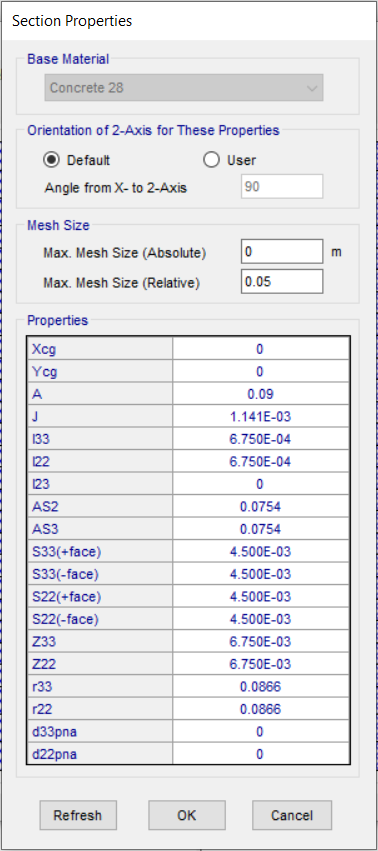 Section Properties
Base Material
Concrete 28
Orientation of 2-Axis for These Properties
Default User
Angle from X- to 2-Axis 90
Mesh Size
Max. Mesh Size (Absolute) 0 m
Max. Mesh Size (Relative) 0.05
Properties
Xcg 0
Ycg 0
A 0.09
J 1.141E-03
I33 6.750E-04
I22 6.750E-04
I23 0
AS2 0.0754
AS3 0.0754
S33(+face) 4.500E-03
S33(-face) 4.500E-03
S22(+face) 4.500E-03
S22(-face) 4.500E-03
Z33 6.750E-03
Z22 6.750E-03
r33 0.0866
r22 0.0866
d33pna 0
d22pna 0
Refresh OK Cancel